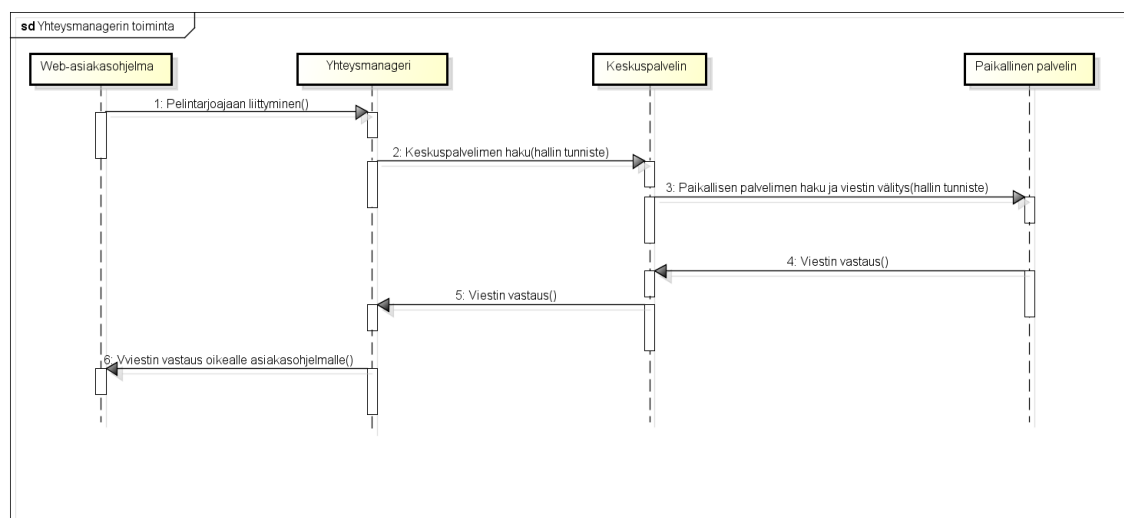 sd Yhteysmanagerin toiminta
Web-asiakasohjelma
Yhteysmanageri
Keskuspalvelin
Paikallinen palvelin
1: Pelintarjoajaan liittyminen()
2: Keskuspalvelimen haku(hallin tunniste)
3: Paikallisen palvelimen haku ja viestin välitys(hallin tunniste)
4: Viestin vastaus()
5: Viestin vastaus()
6: Vviestin vastaus oikealle asiakasohjelmalle()